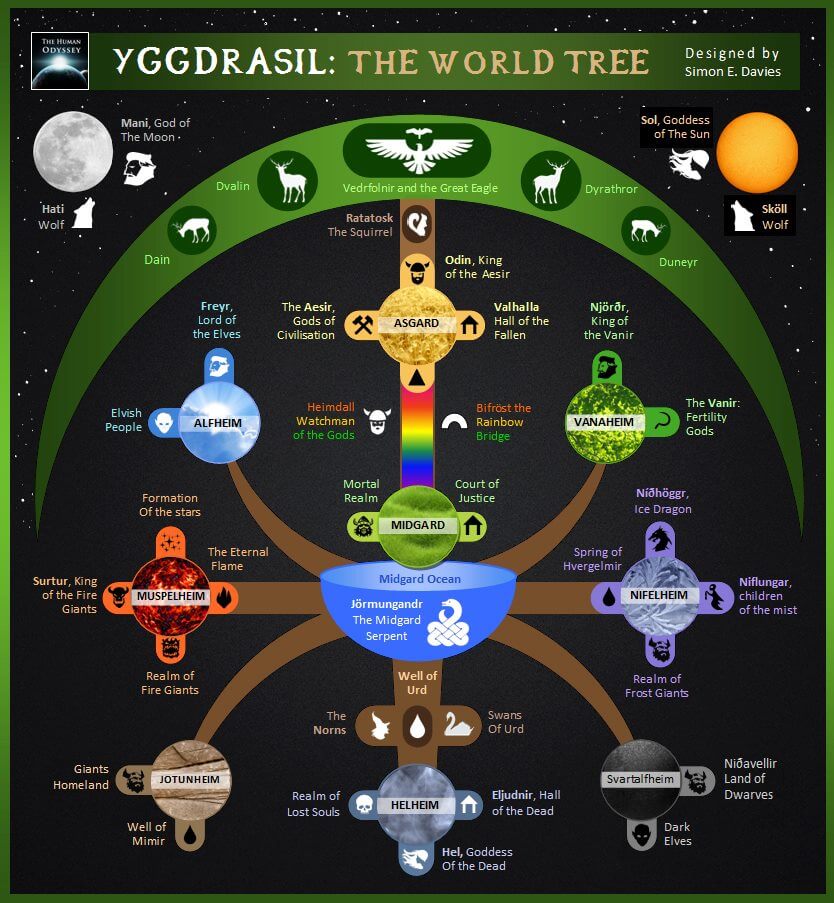 THE HUMAN
ODYSSEY
YGGDRASIL: THE WORLD TREE
Designed by
Simon E. Davies
Mani, God of
The Moon
Hati
Wolf
Sol, Goddess
of The Sun
Sköll
Wolf
Vedrfolnir and the Great Eagle
Dvalin
Dain
Dyrathror
Duneyr
Ratatosk
The Squirrel
Odin, King
of the Aesir
The Aesir,
Gods of
Civilisation
ASGARD
Valhalla
Hall of the
Fallen
Freyr,
Lord of
the Elves
Elvish
People
ALFHEIM
Njörðr,
King of
the Vanir
VANAHEIM
The Vanir:
Fertility
Gods
Heimdall
Watchman
of the Gods
Bifröst the
Rainbow
Bridge
Mortal
Realm
MIDGARD
Court of
Justice
Formation
Of the stars
The Eternal
Flame
Surtur, King
of the Fire
Giants
MUSPELHEIM
Realm of
Fire Giants
Midgard Ocean
Jörmungandr
The Midgard
Serpent
Níðhöggr,
Ice Dragon
Spring of
Hvergelmir
NIFELHEIM
Niflungar,
children
of the mist
Realm of
Frost Giants
Well of
Urd
The
Norns
Swans
Of Urd
Giants
Homeland
JOTUNHEIM
Well of
Mimir
Realm of
Lost Souls
HELHEIM
Eljudnir, Hall
of the Dead
Hel, Goddess
Of the Dead
Svartalfheim
Niðavellir
Land of
Dwarves
Dark
Elves